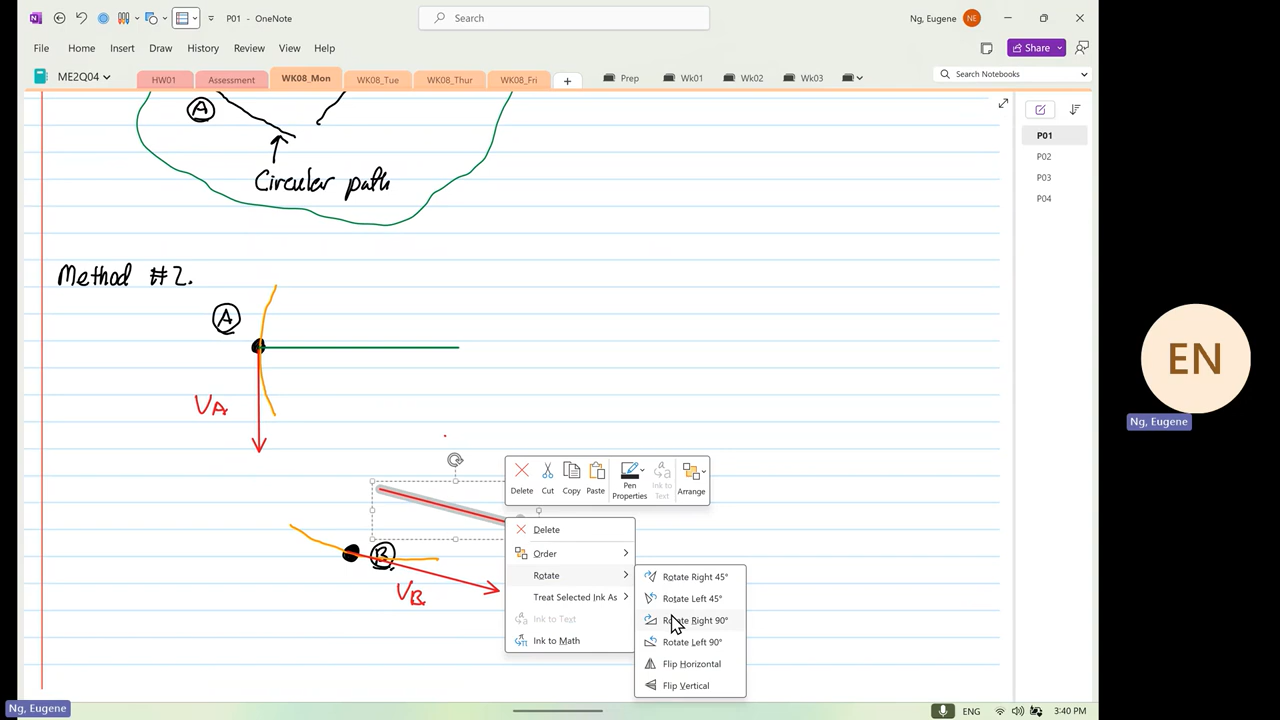 P01 - OneNote
Search
Ng, Eugene
NE
File
Home
Insert
Draw
History
Review
View
Help
Share
ME2Q04
HW01
Assessment
WK08_Mon
WK08_Tue
WK08_Thur
WK08_Fri
+
Prep
Wk01
Wk02
Wk03
Search Notebooks
P01
P02
P03
P04
A
Circular path
Method #2.
A
VA
B
VB
Delete
Cut
Copy
Paste
Pen Properties
Ink to Text
Arrange
Delete
Order
Rotate
Treat Selected Ink As
Ink to Text
Ink to Math
Rotate Right 45°
Rotate Left 45°
Rotate Right 90°
Rotate Left 90°
Flip Horizontal
Flip Vertical
EN
Ng, Eugene
Ng, Eugene
ENG
3:40 PM